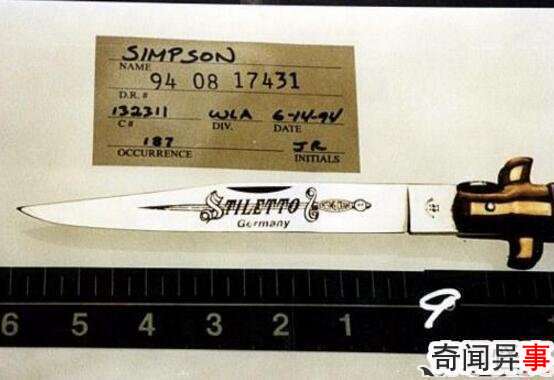 SIMPSON
NAME
94 08 17431
D.R. #
132311 WLA 6-14-94
C# DIV. DATE
187 JR
OCCURRENCE INITIALS
STILETTO
Germany
6 5 4 3 2 1 9
奇闻异事